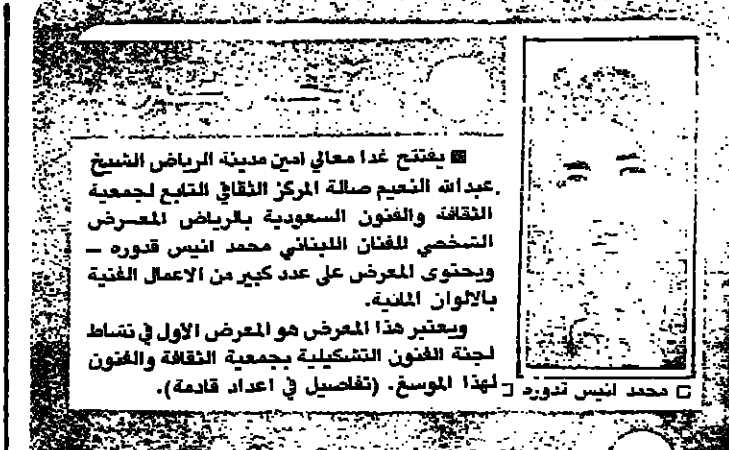 يفتتح غدا معالي امين مدينة الرياض الشيخ
عبدالله النعيم صالة المركز الثقافي التابع لجمعية
الثقافة والفنون السعودية بالرياض المعرض
الشخصي للفنان اللبناني محمد انيس قدوره –
ويحتوى المعرض على عدد كبير من الاعمال الفنية
بالالوان المائية.
ويعتبر هذا المعرض هو المعرض الأول في نشاط
لجنة الفنون التشكيلية بجمعية الثقافة والفنون
لهذا الموسم. (تفاصيل في اعداد قادمة).
□ محمد انيس قدوره □